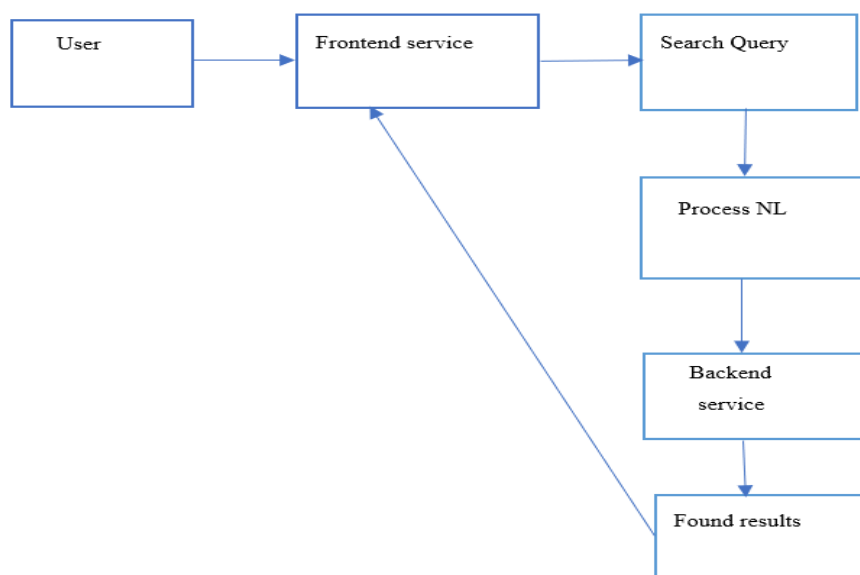 User
Frontend service
Search Query
Process NL
Backend
service
Found results